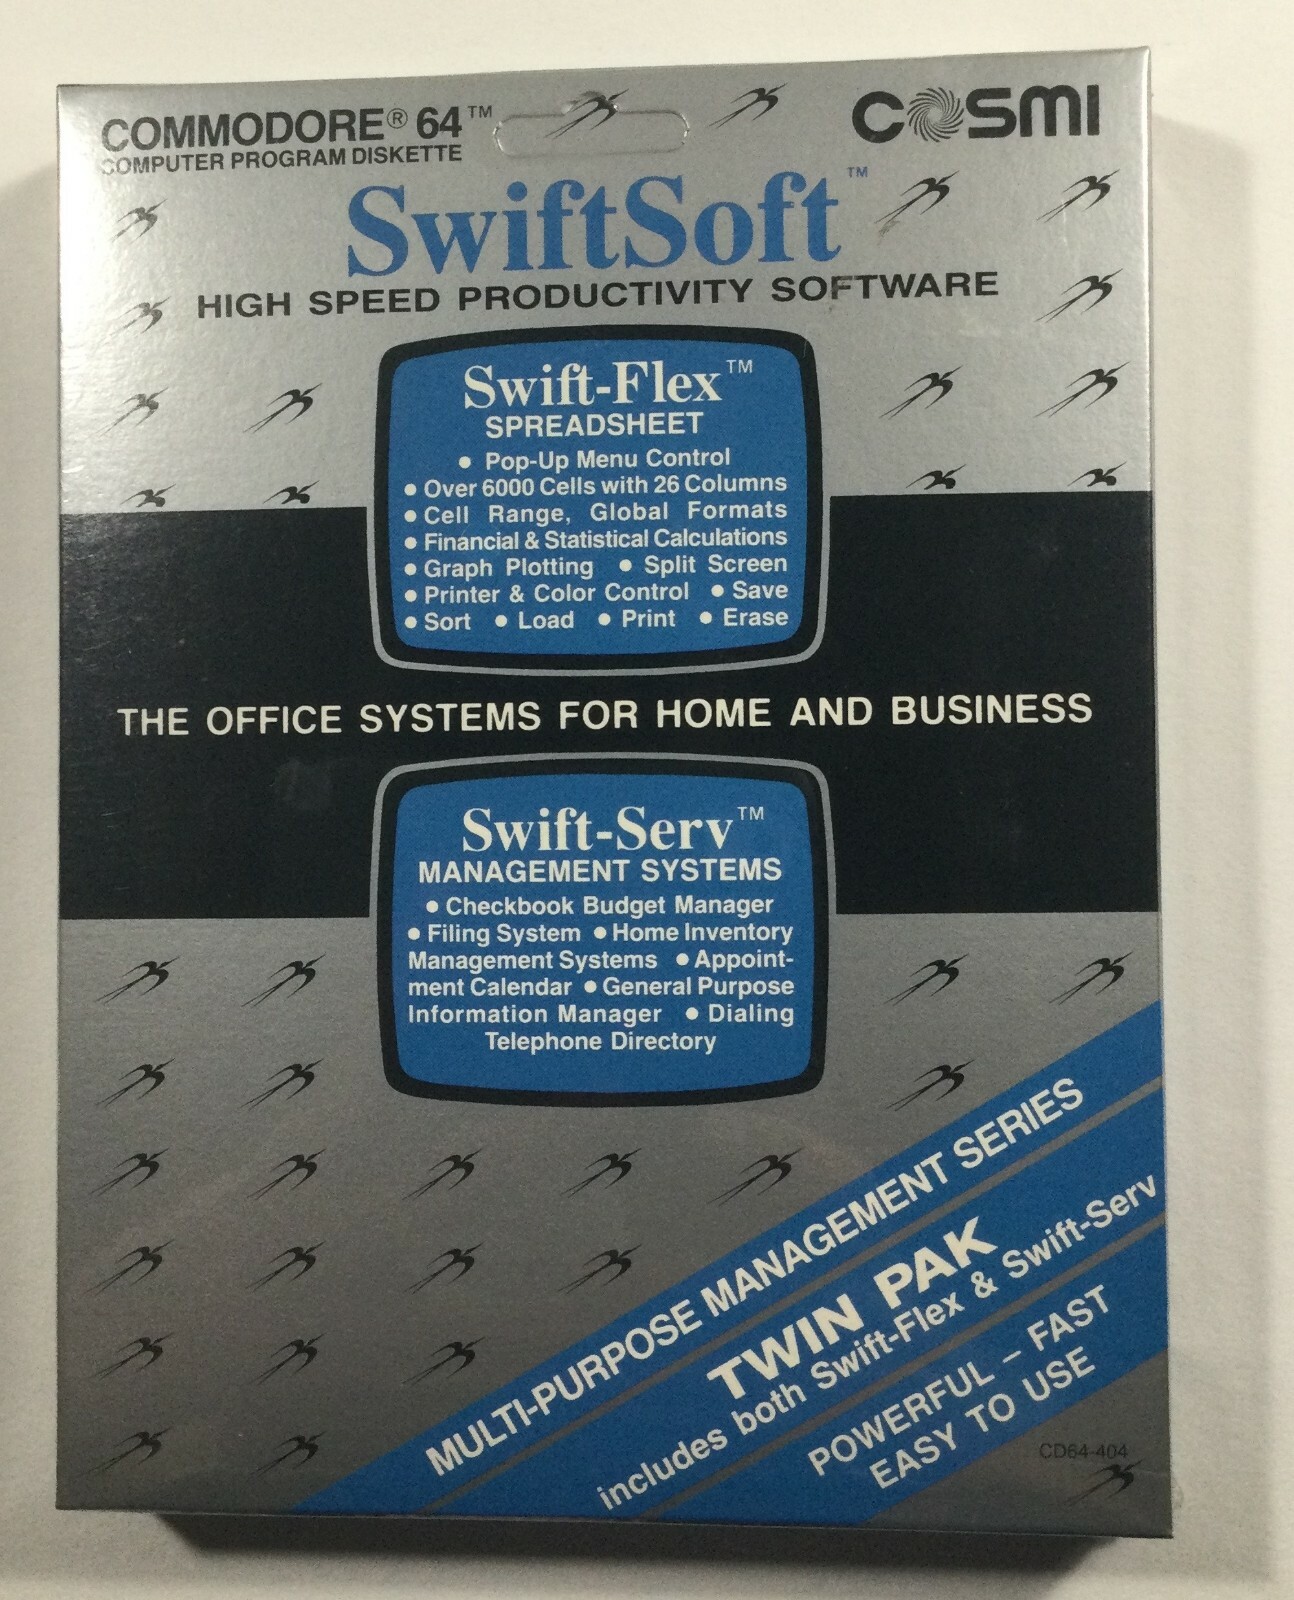 COMMODORE® 64™
COMPUTER PROGRAM DISKETTE
COSMI
SwiftSoft™
HIGH SPEED PRODUCTIVITY SOFTWARE
Swift-Flex™
SPREADSHEET
• Pop-Up Menu Control
• Over 6000 Cells with 26 Columns
• Cell Range, Global Formats
• Financial & Statistical Calculations
• Graph Plotting • Split Screen
• Printer & Color Control • Save
• Sort • Load • Print • Erase
THE OFFICE SYSTEMS FOR HOME AND BUSINESS
Swift-Serv™
MANAGEMENT SYSTEMS
• Checkbook Budget Manager
• Filing System • Home Inventory
Management Systems • Appoint-
ment Calendar • General Purpose
Information Manager • Dialing
Telephone Directory
MULTI-PURPOSE MANAGEMENT SERIES
TWIN PAK
includes both Swift-Flex & Swift-Serv
POWERFUL – FAST
EASY TO USE
CD64-404